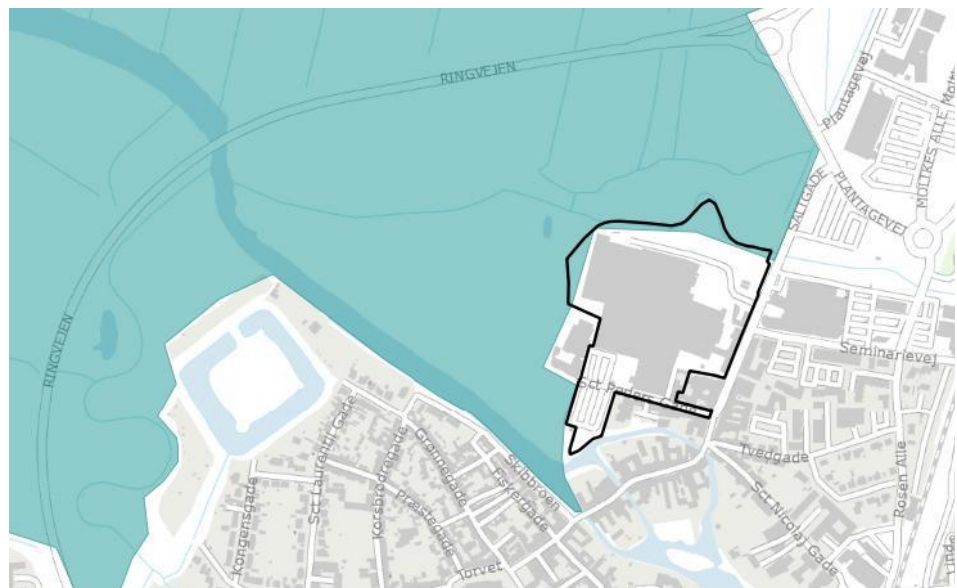 RINGVEJEN
Plantagevej
MOLTKES ALLE
SALTGADE
PLANTAGEVEJ
RINGVEJEN
Seminarievej
Sct Peders Gade
Tvedgade
Rosen Alle
Sct Nicolaj Gade
Skibbroen
Fiskergade
Grønnegade
Præstegade
Korsbrødregade
Sct Laurentii Gade
Kongensgade
Torvet